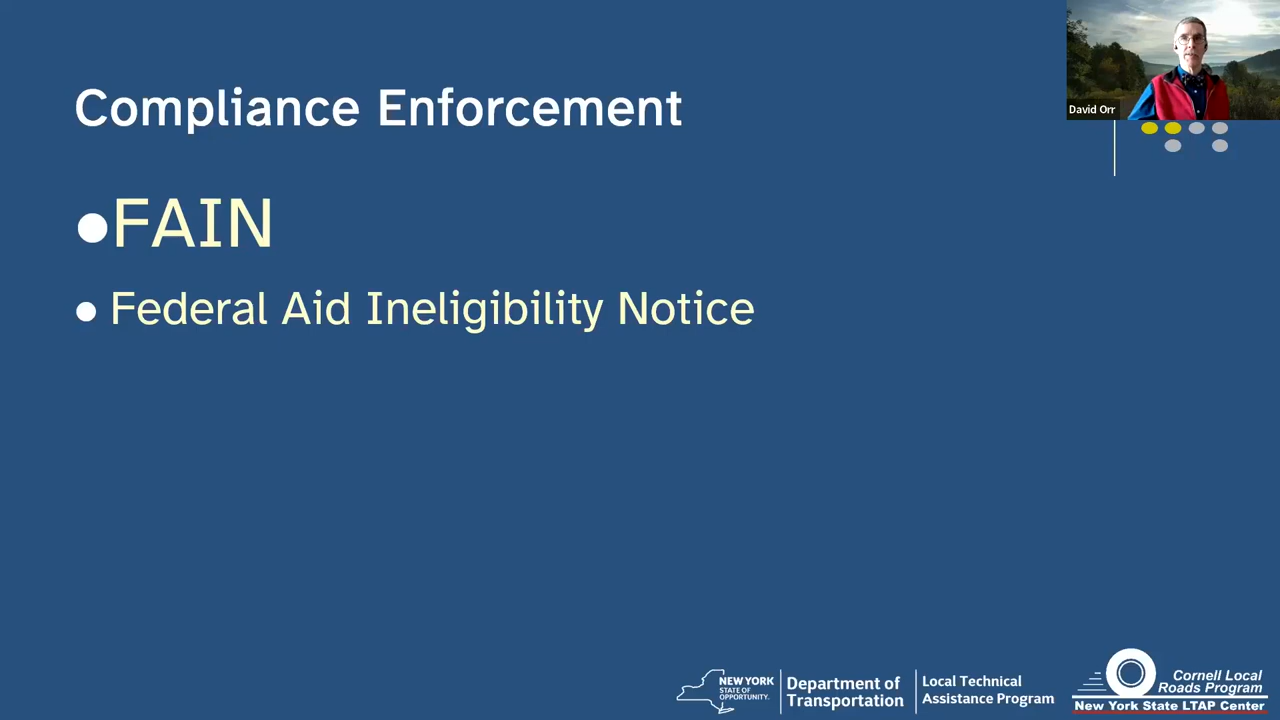 David Orr
Compliance Enforcement
●FAIN
● Federal Aid Ineligibility Notice
NEW YORK
STATE OF
OPPORTUNITY.
Department of
Transportation
Local Technical
Assistance Program
Cornell Local
Roads Program
New York State LTAP Center